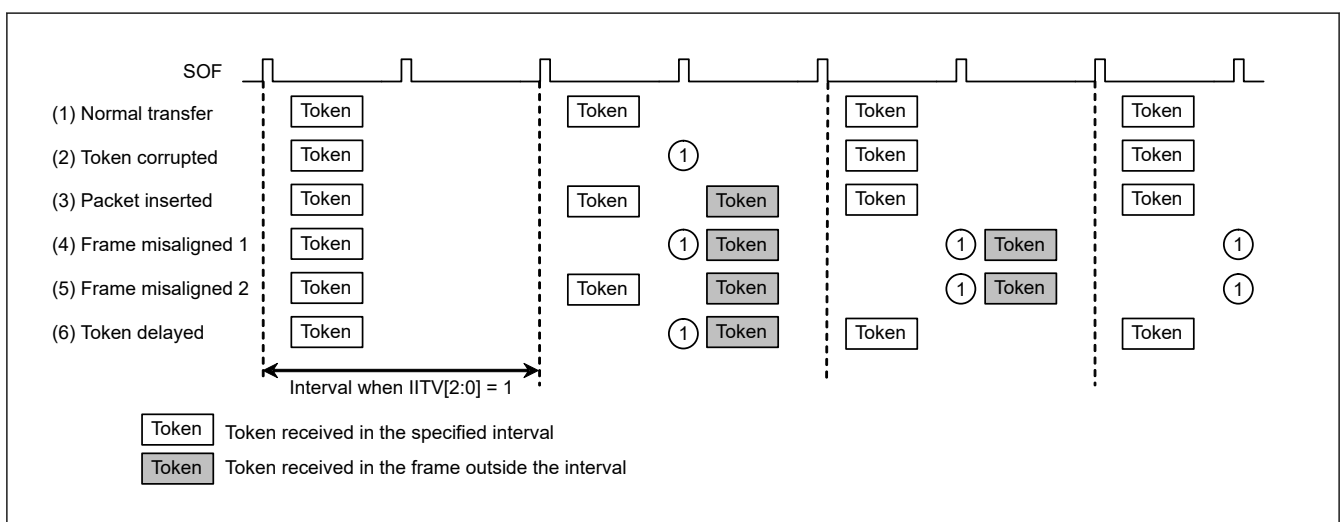 SOF
(1) Normal transfer Token Token Token Token
(2) Token corrupted Token 1 Token Token
(3) Packet inserted Token Token Token Token Token
(4) Frame misaligned 1 Token 1 Token 1 Token 1
(5) Frame misaligned 2 Token Token Token 1 Token 1
(6) Token delayed Token 1 Token Token Token
Interval when IITV[2:0] = 1
Token Token received in the specified interval
Token Token received in the frame outside the interval